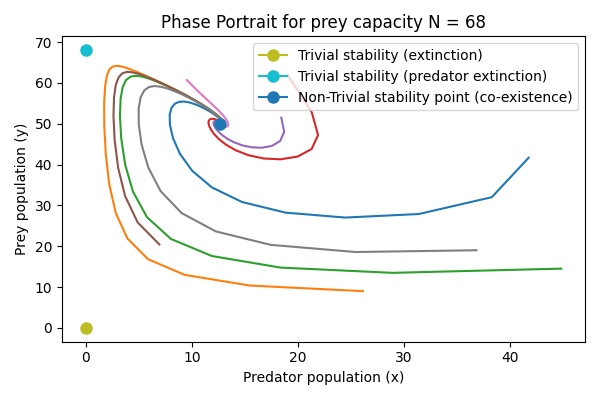 Phase Portrait for prey capacity N = 68
Trivial stability (extinction)
Trivial stability (predator extinction)
Non-Trivial stability point (co-existence)
Prey population (y)
70
60
50
40
30
20
10
0
0 10 20 30 40
Predator population (x)